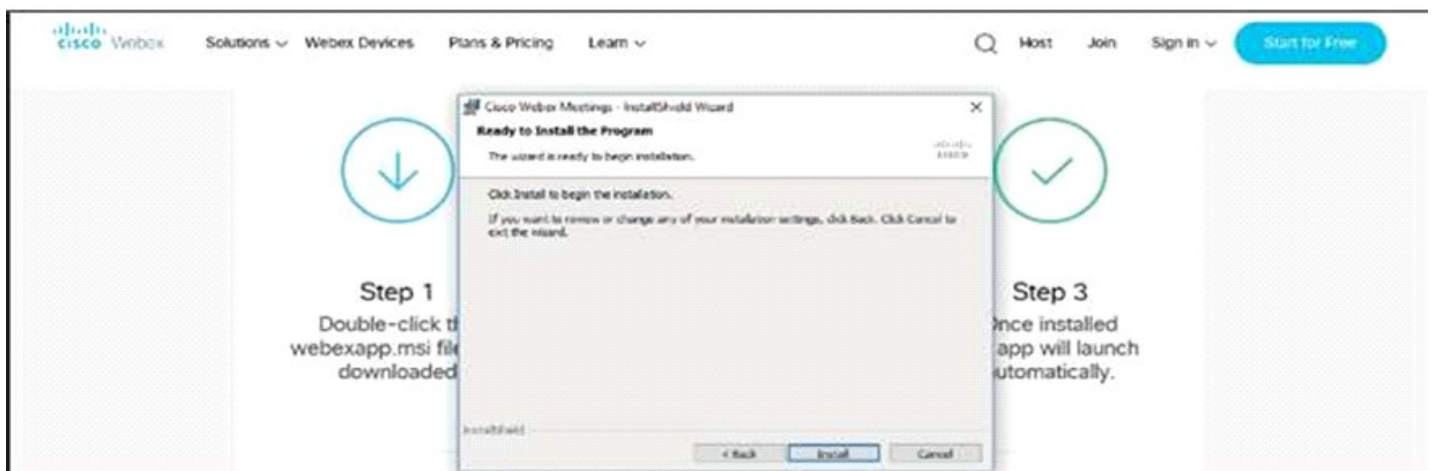 CISCO Webex Solutions Webex Devices Plans & Pricing Learn Host Join Sign in Start for Free
Cisco Webex Meetings - InstallShield Wizard
Ready to Install the Program
The wizard is ready to begin installation.
CISCO
Click Install to begin the installation.
If you want to review or change any of your installation settings, click Back. Click Cancel to
exit the wizard.
Step 1
Double-click
webexapp.msi
downloaded
Step 3
installed
app will launch
InstallShield
< Back Install Cancel